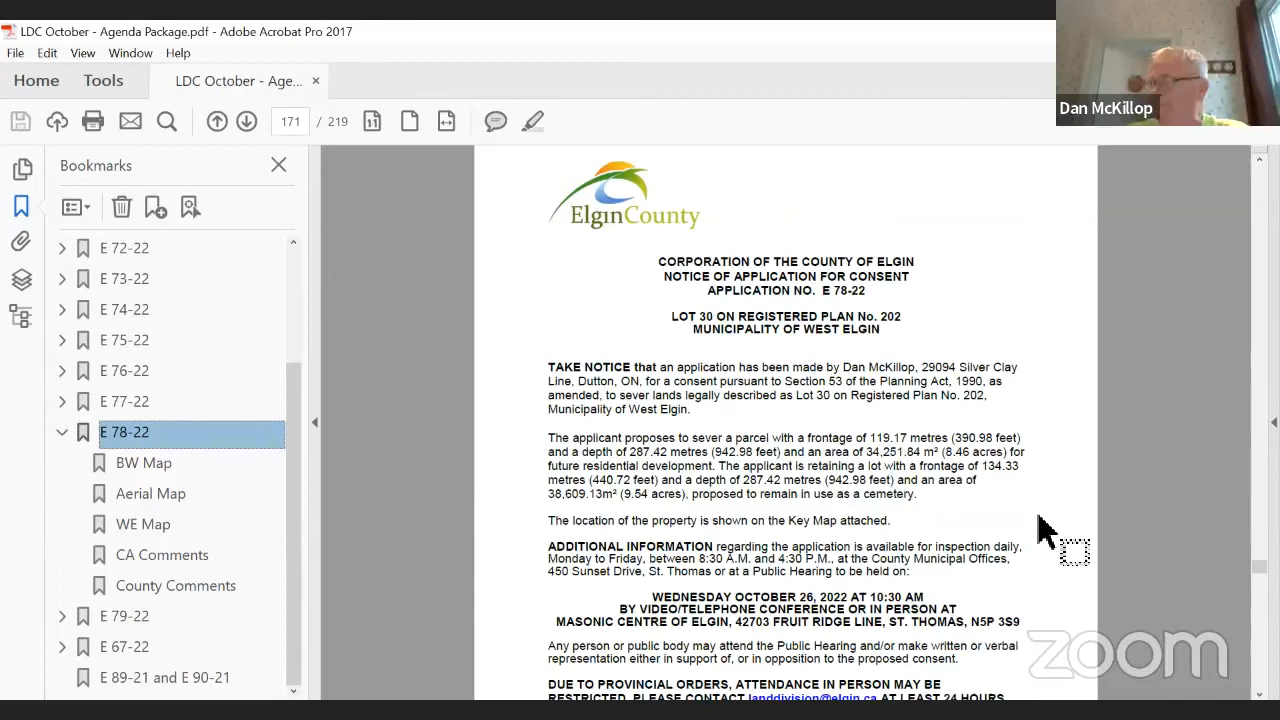 LDC October - Agenda Package.pdf - Adobe Acrobat Pro 2017
File Edit View Window Help
Home Tools LDC October - Age... ×
171 / 219
Dan McKillop
Bookmarks
E 72-22
E 73-22
E 74-22
E 75-22
E 76-22
E 77-22
E 78-22
BW Map
Aerial Map
WE Map
CA Comments
County Comments
E 79-22
E 67-22
E 89-21 and E 90-21
ElginCounty
CORPORATION OF THE COUNTY OF ELGIN
NOTICE OF APPLICATION FOR CONSENT
APPLICATION NO. E 78-22
LOT 30 ON REGISTERED PLAN No. 202
MUNICIPALITY OF WEST ELGIN
TAKE NOTICE that an application has been made by Dan McKillop, 29094 Silver Clay
Line, Dutton, ON, for a consent pursuant to Section 53 of the Planning Act, 1990, as
amended, to sever lands legally described as Lot 30 on Registered Plan No. 202,
Municipality of West Elgin.
The applicant proposes to sever a parcel with a frontage of 119.17 metres (390.98 feet)
and a depth of 287.42 metres (942.98 feet) and an area of 34,251.84 m² (8.46 acres) for
future residential development. The applicant is retaining a lot with a frontage of 134.33
metres (440.72 feet) and a depth of 287.42 metres (942.98 feet) and an area of
38,609.13m² (9.54 acres), proposed to remain in use as a cemetery.
The location of the property is shown on the Key Map attached.
ADDITIONAL INFORMATION regarding the application is available for inspection daily,
Monday to Friday, between 8:30 A.M. and 4:30 P.M., at the County Municipal Offices,
450 Sunset Drive, St. Thomas or at a Public Hearing to be held on:
WEDNESDAY OCTOBER 26, 2022 AT 10:30 AM
BY VIDEO/TELEPHONE CONFERENCE OR IN PERSON AT
MASONIC CENTRE OF ELGIN, 42703 FRUIT RIDGE LINE, ST. THOMAS, N5P 3S9
Any person or public body may attend the Public Hearing and/or make written or verbal
representation either in support of, or in opposition to the proposed consent.
DUE TO PROVINCIAL ORDERS, ATTENDANCE IN PERSON MAY BE
RESTRICTED. PLEASE CONTACT landdivision@elgin.ca AT LEAST 24 HOURS
zoom